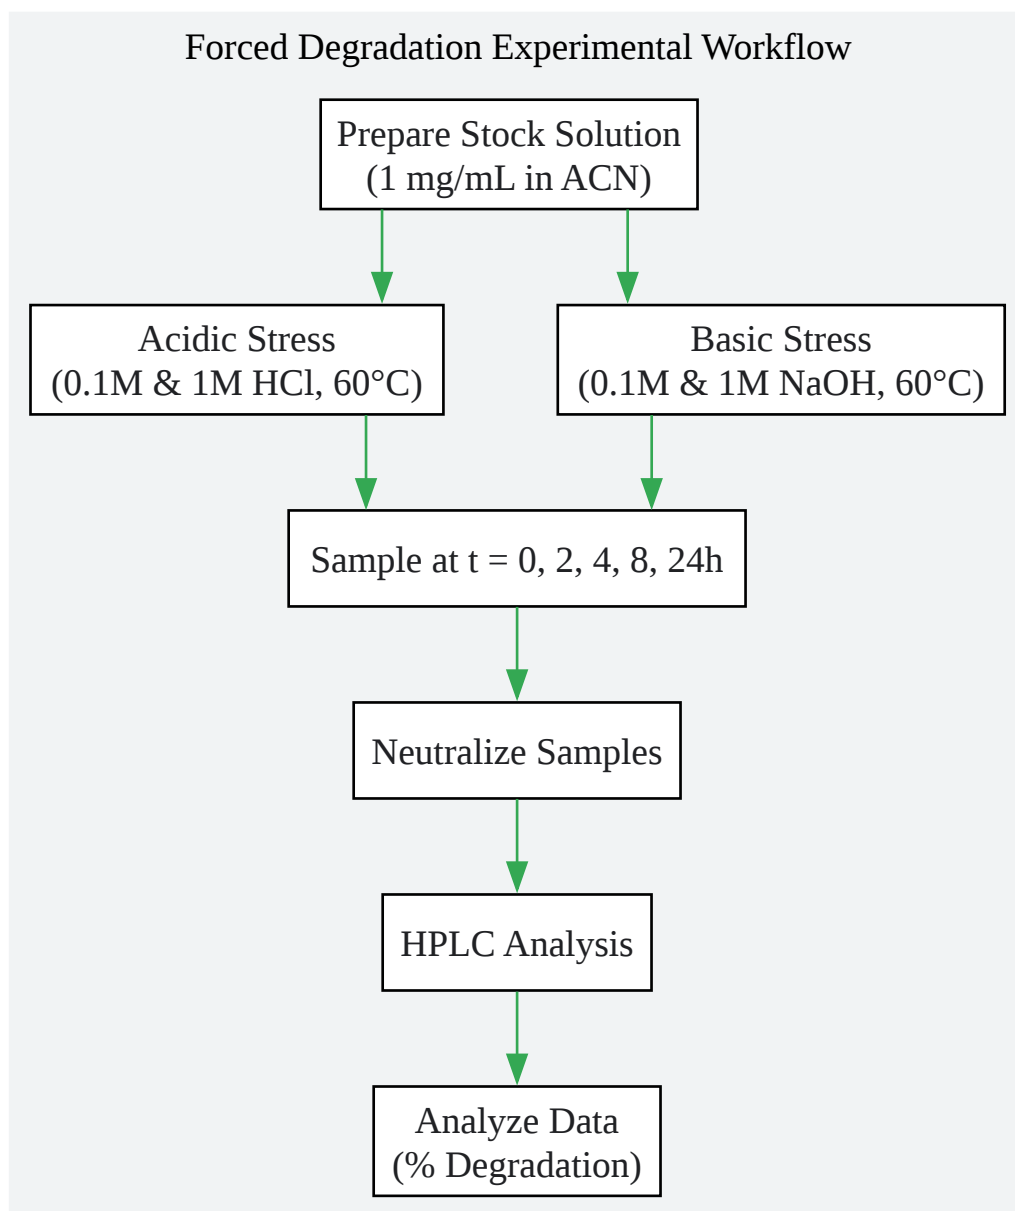 Forced Degradation Experimental Workflow
Prepare Stock Solution
(1 mg/mL in ACN)
Acidic Stress
(0.1M & 1M HCl, 60°C)
Basic Stress
(0.1M & 1M NaOH, 60°C)
Sample at t = 0, 2, 4, 8, 24h
Neutralize Samples
HPLC Analysis
Analyze Data
(% Degradation)